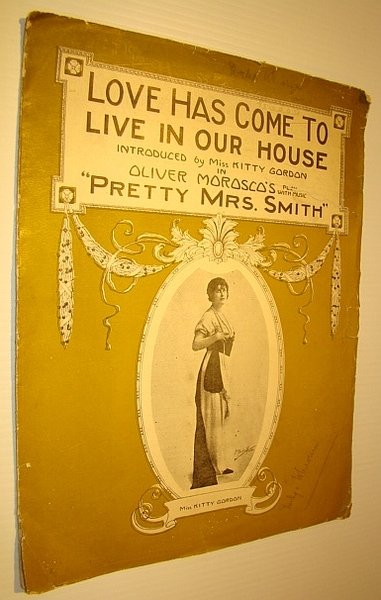 LOVE HAS COME TO
LIVE IN OUR HOUSE
INTRODUCED by MISS KITTY GORDON
IN
OLIVER MOROSCO'S PLAY WITH MUSIC
"PRETTY MRS. SMITH"
MISS KITTY GORDON